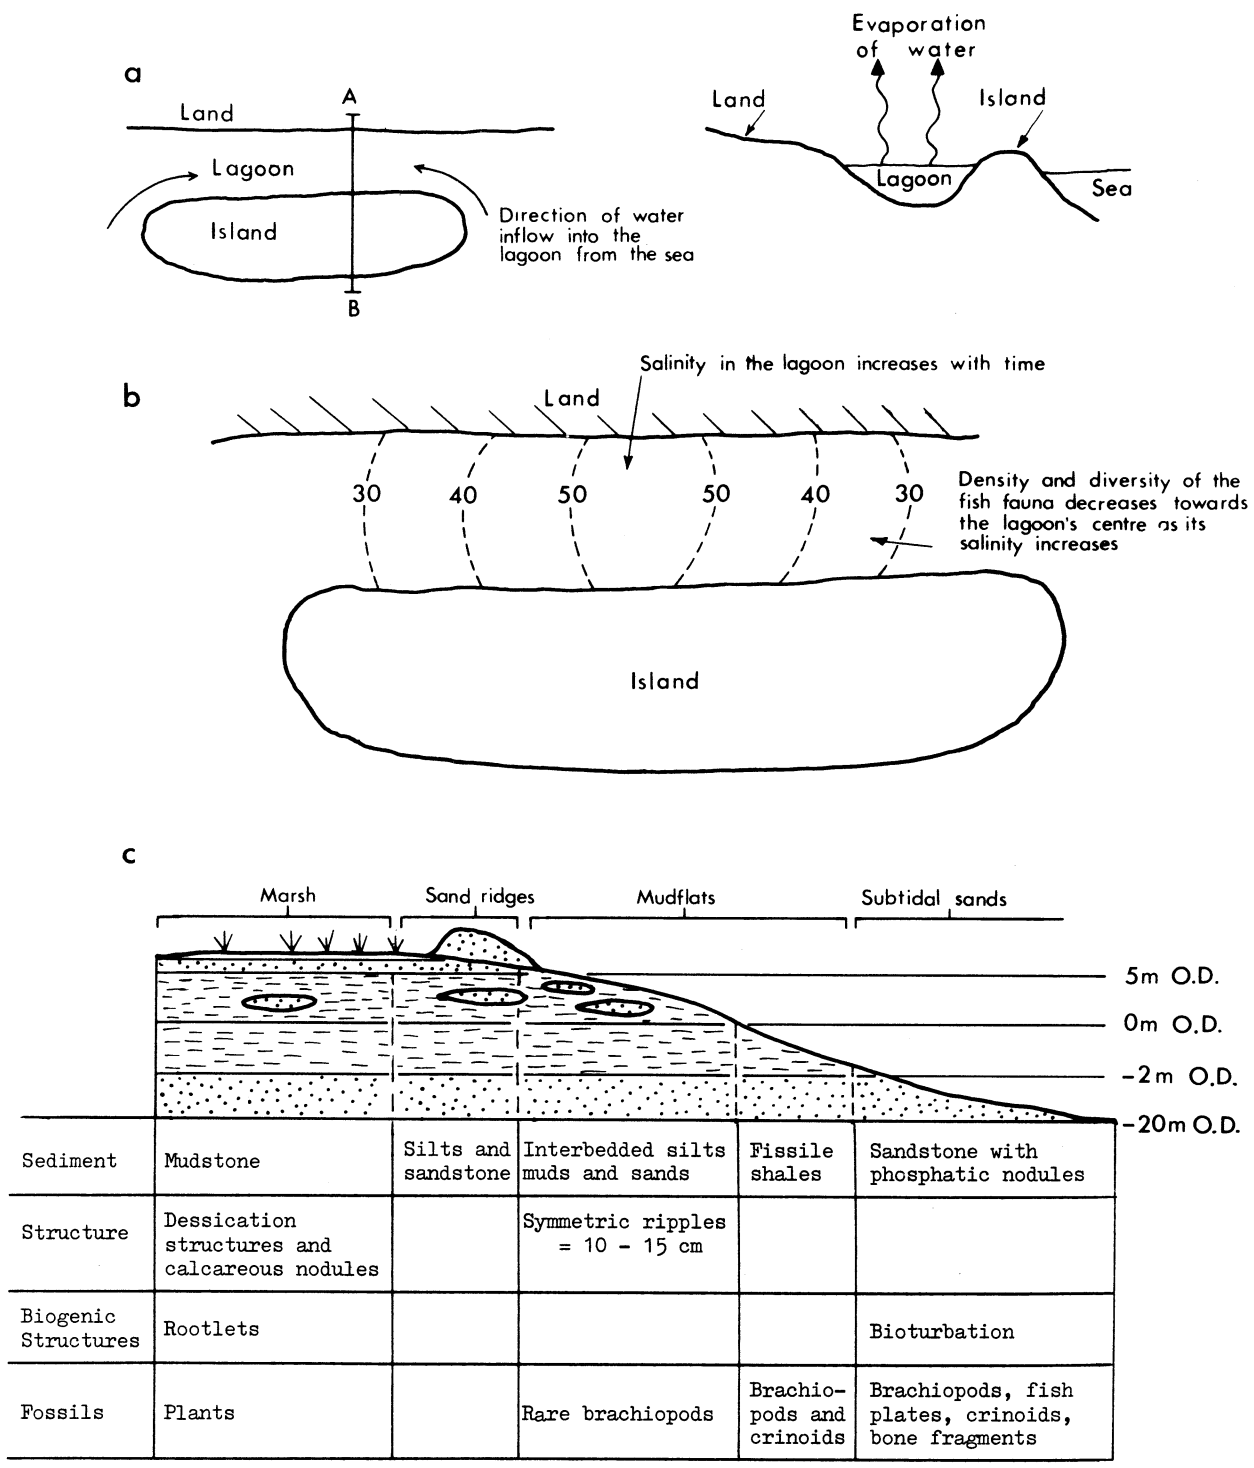 a
Land
A
Lagoon
Island
B
Direction of water
inflow into the
lagoon from the sea
Evaporation
of water
Land
Island
Lagoon
Sea
b
Salinity in the lagoon increases with time
Land
30
40
50
50
40
30
Density and diversity of the
fish fauna decreases towards
the lagoon's centre as its
salinity increases
Island
c
Marsh
Sand ridges
Mudflats
Subtidal sands
5m O.D.
0m O.D.
-2m O.D.
-20m O.D.
Sediment
Mudstone
Silts and
sandstone
Interbedded silts
muds and sands
Fissile
shales
Sandstone with
phosphatic nodules
Structure
Dessication
structures and
calcareous nodules
Symmetric ripples
= 10 - 15 cm
Biogenic
Structures
Rootlets
Bioturbation
Fossils
Plants
Rare brachiopods
Brachio-
pods and
crinoids
Brachiopods, fish
plates, crinoids,
bone fragments